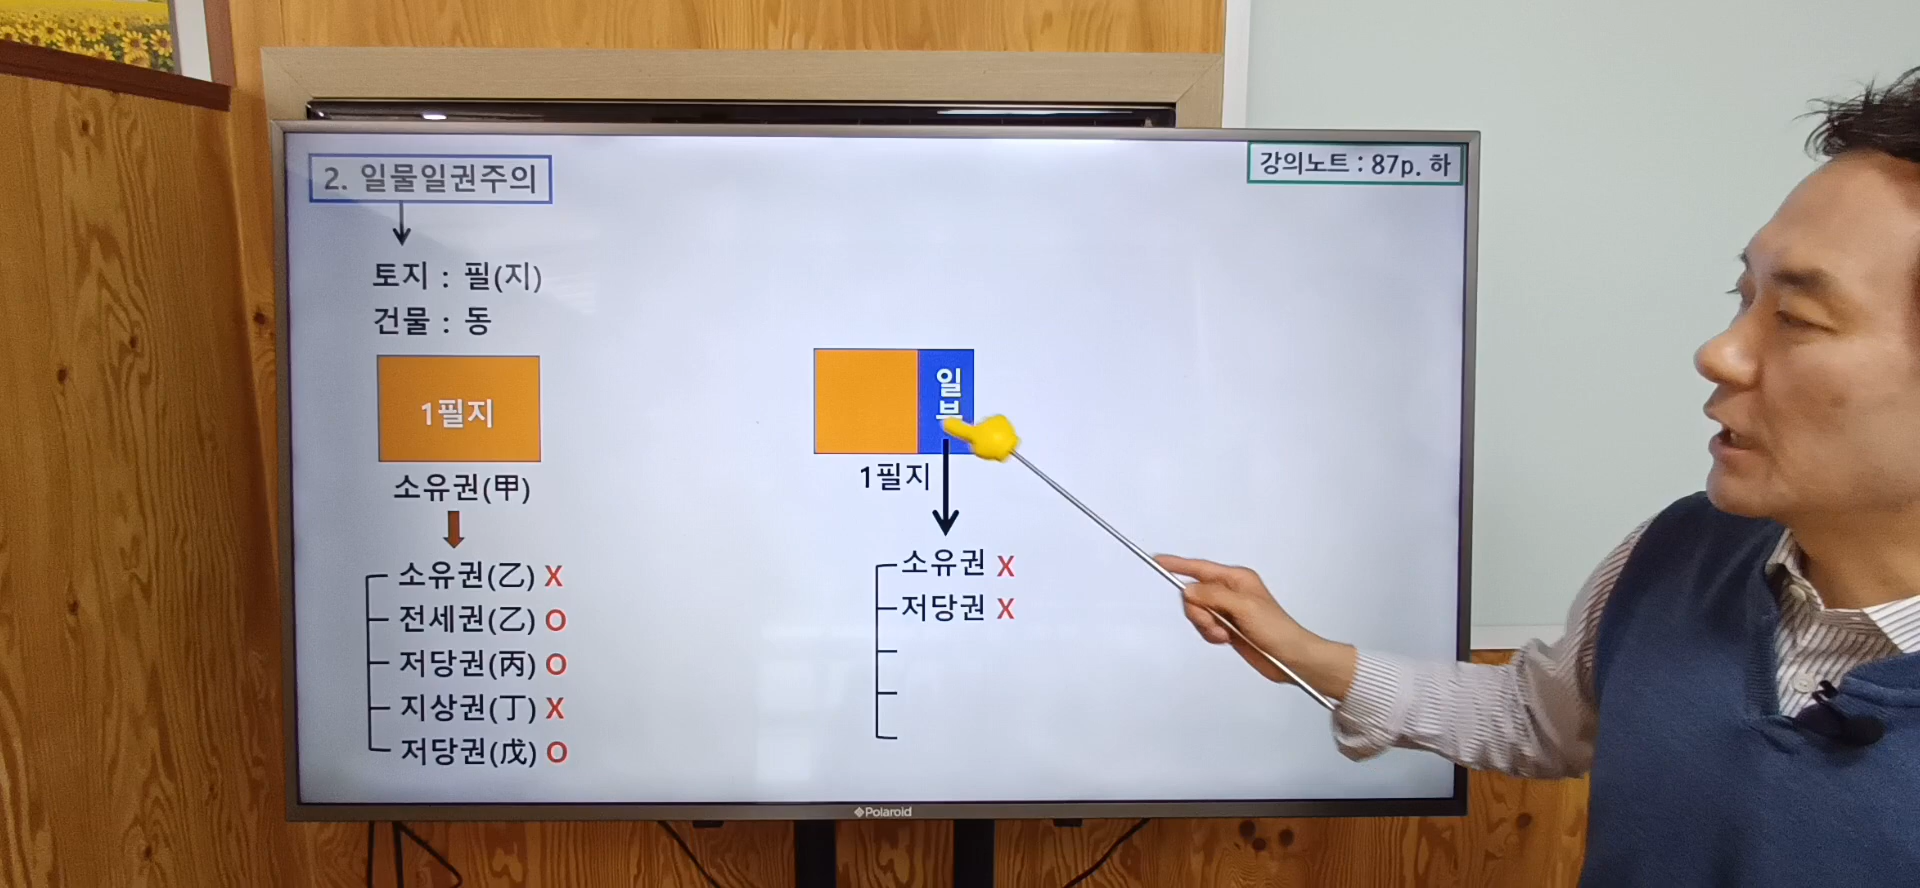 2. 일물일권주의
강의노트 : 87p. 하
토지 : 필(지)
건물 : 동
1필지
소유권(甲)
소유권(乙) X
전세권(乙) O
저당권(丙) O
지상권(丁) X
저당권(戊) O
일부
1필지
소유권 X
저당권 X
Polaroid